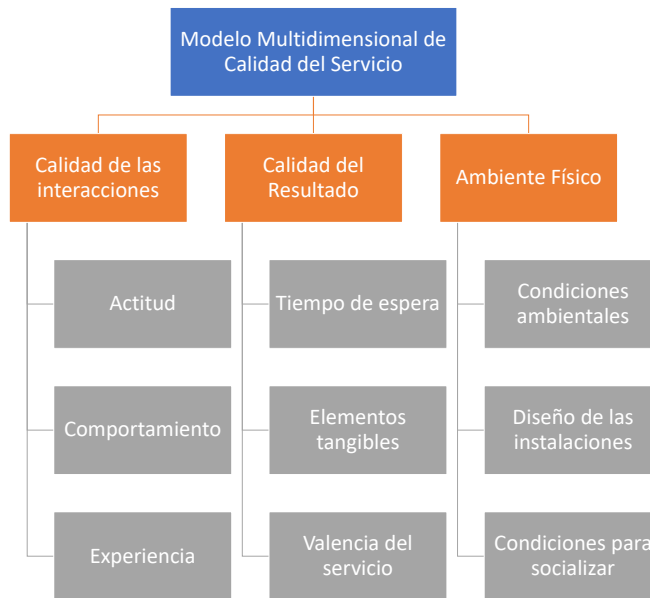 Modelo Multidimensional de
Calidad del Servicio
Calidad de las
interacciones
Actitud
Comportamiento
Experiencia
Calidad del
Resultado
Tiempo de espera
Elementos
tangibles
Valencia del
servicio
Ambiente Físico
Condiciones
ambientales
Diseño de las
instalaciones
Condiciones para
socializar